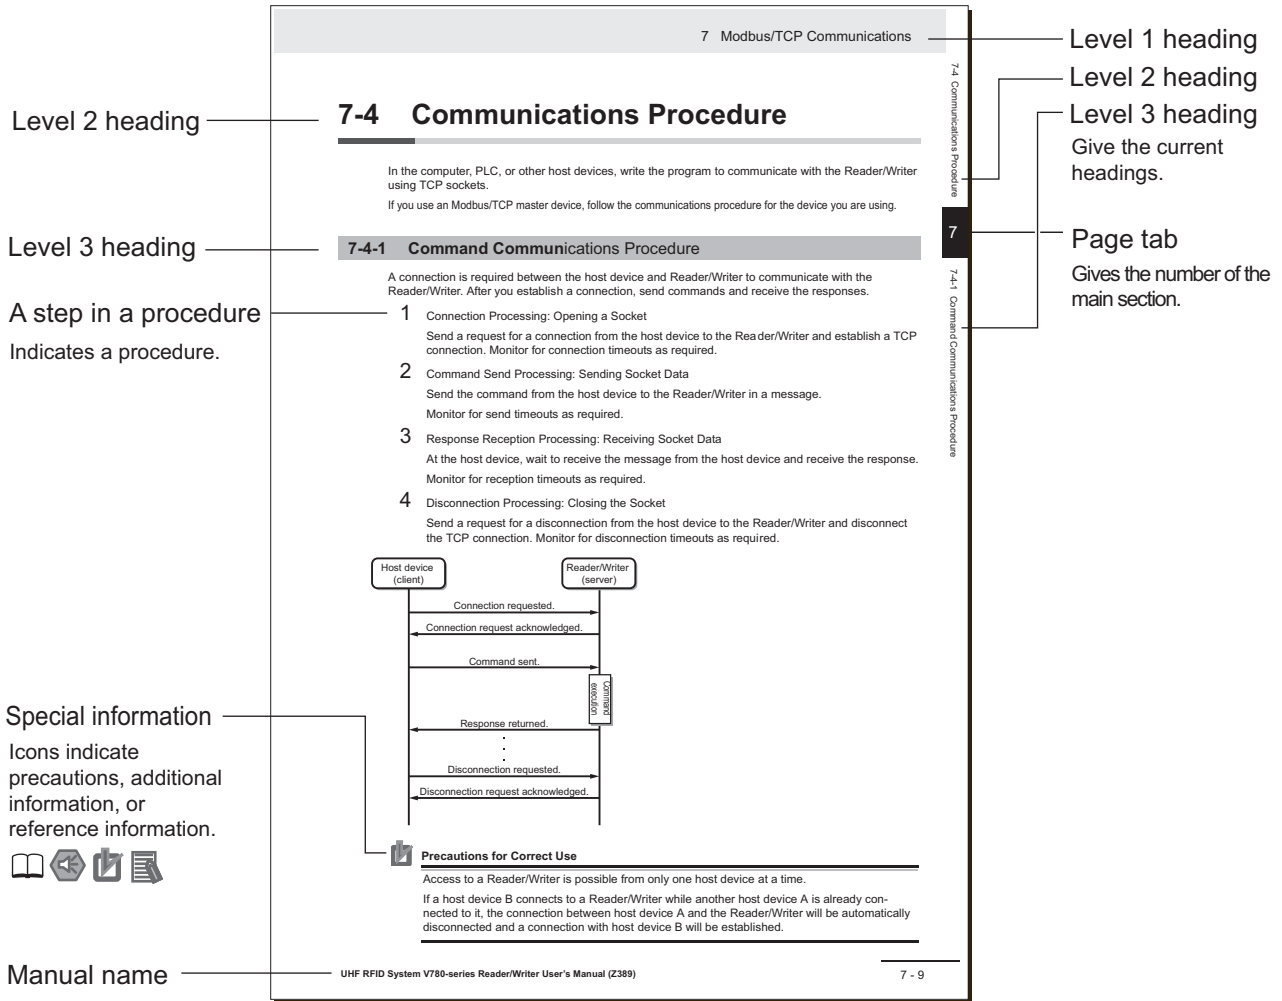 7 Modbus/TCP Communications
Level 1 heading
Level 2 heading
Level 3 heading
Give the current
headings.
7-4 Communications Procedure
Level 2 heading
7-4 Communications Procedure
In the computer, PLC, or other host devices, write the program to communicate with the Reader/Writer
using TCP sockets.
If you use an Modbus/TCP master device, follow the communications procedure for the device you are using.
7
Page tab
Gives the number of the
main section.
Level 3 heading
7-4-1 Command Communications Procedure
7-4-1 Command Communications Procedure
A connection is required between the host device and Reader/Writer to communicate with the
Reader/Writer. After you establish a connection, send commands and receive the responses.
A step in a procedure
Indicates a procedure.
1 Connection Processing: Opening a Socket
Send a request for a connection from the host device to the Reader/Writer and establish a TCP
connection. Monitor for connection timeouts as required.
2 Command Send Processing: Sending Socket Data
Send the command from the host device to the Reader/Writer in a message.
Monitor for send timeouts as required.
3 Response Reception Processing: Receiving Socket Data
At the host device, wait to receive the message from the host device and receive the response.
Monitor for reception timeouts as required.
4 Disconnection Processing: Closing the Socket
Send a request for a disconnection from the host device to the Reader/Writer and disconnect
the TCP connection. Monitor for disconnection timeouts as required.
Host device
(client)
Reader/Writer
(server)
Connection requested.
Connection request acknowledged.
Command sent.
Command
execution
Response returned.
Disconnection requested.
Disconnection request acknowledged.
Special information
Icons indicate
precautions, additional
information, or
reference information.
Precautions for Correct Use
Access to a Reader/Writer is possible from only one host device at a time.
If a host device B connects to a Reader/Writer while another host device A is already con-
nected to it, the connection between host device A and the Reader/Writer will be automatically
disconnected and a connection with host device B will be established.
Manual name
UHF RFID System V780-series Reader/Writer User's Manual (Z389)
7 - 9